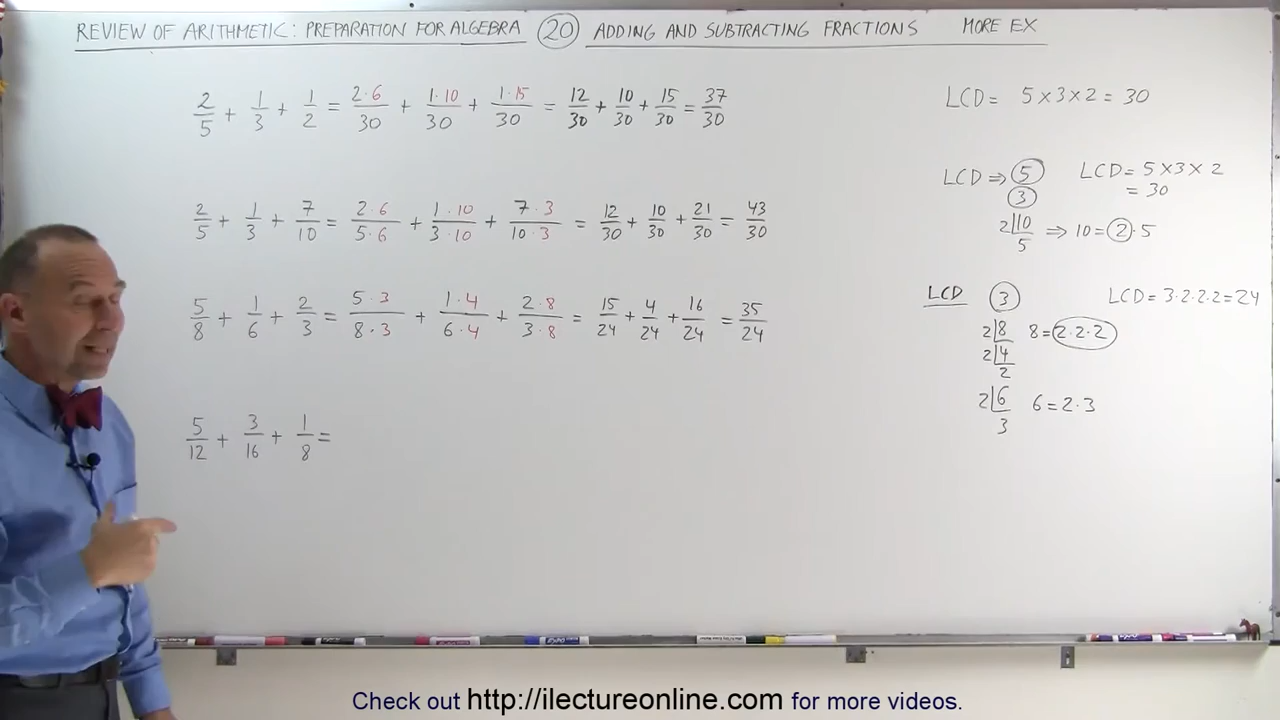 REVIEW OF ARITHMETIC: PREPARATION FOR ALGEBRA (20) ADDING AND SUBTRACTING FRACTIONS MORE EX
2/5 + 1/3 + 1/2 = 2·6/30 + 1·10/30 + 1·15/30 = 12/30 + 10/30 + 15/30 = 37/30
LCD = 5 × 3 × 2 = 30
2/5 + 1/3 + 7/10 = 2·6/5·6 + 1·10/3·10 + 7·3/10·3 = 12/30 + 10/30 + 21/30 = 43/30
LCD ⇒ 5 LCD = 5 × 3 × 2
3 = 30
2|10 ⇒ 10 = 2·5
5
5/8 + 1/6 + 2/3 = 5·3/8·3 + 1·4/6·4 + 2·8/3·8 = 15/24 + 4/24 + 16/24 = 35/24
LCD 3 LCD = 3·2·2·2 = 24
2|8 8 = 2·2·2
2|4
2
2|6 6 = 2·3
3
5/12 + 3/16 + 1/8 =
Check out http://ilectureonline.com for more videos.